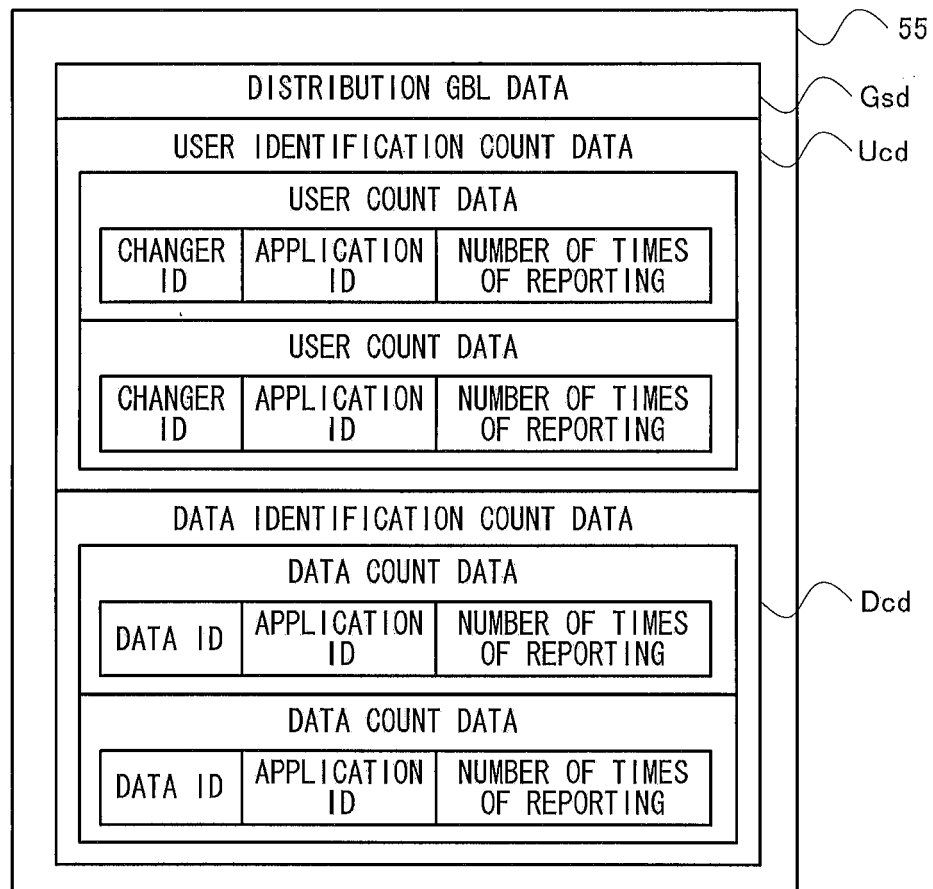 55
DISTRIBUTION GBL DATA
Gsd
USER IDENTIFICATION COUNT DATA
Ucd
USER COUNT DATA
CHANGER ID
APPLICATION ID
NUMBER OF TIMES
OF REPORTING
USER COUNT DATA
CHANGER ID
APPLICATION ID
NUMBER OF TIMES
OF REPORTING
DATA IDENTIFICATION COUNT DATA
DATA COUNT DATA
Dcd
DATA ID
APPLICATION ID
NUMBER OF TIMES
OF REPORTING
DATA COUNT DATA
DATA ID
APPLICATION ID
NUMBER OF TIMES
OF REPORTING